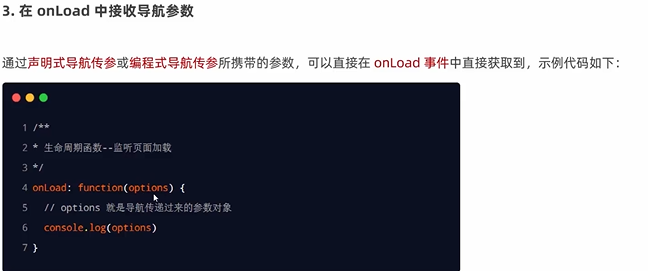 3. 在 onLoad 中接收导航参数
通过声明式导航传参或编程式导航传参所携带的参数，可以直接在 onLoad 事件中直接获取到，示例代码如下：
1 /**
2 * 生命周期函数--监听页面加载
3 */
4 onLoad: function(options) {
5 // options 就是导航传递过来的参数对象
6 console.log(options)
7 }